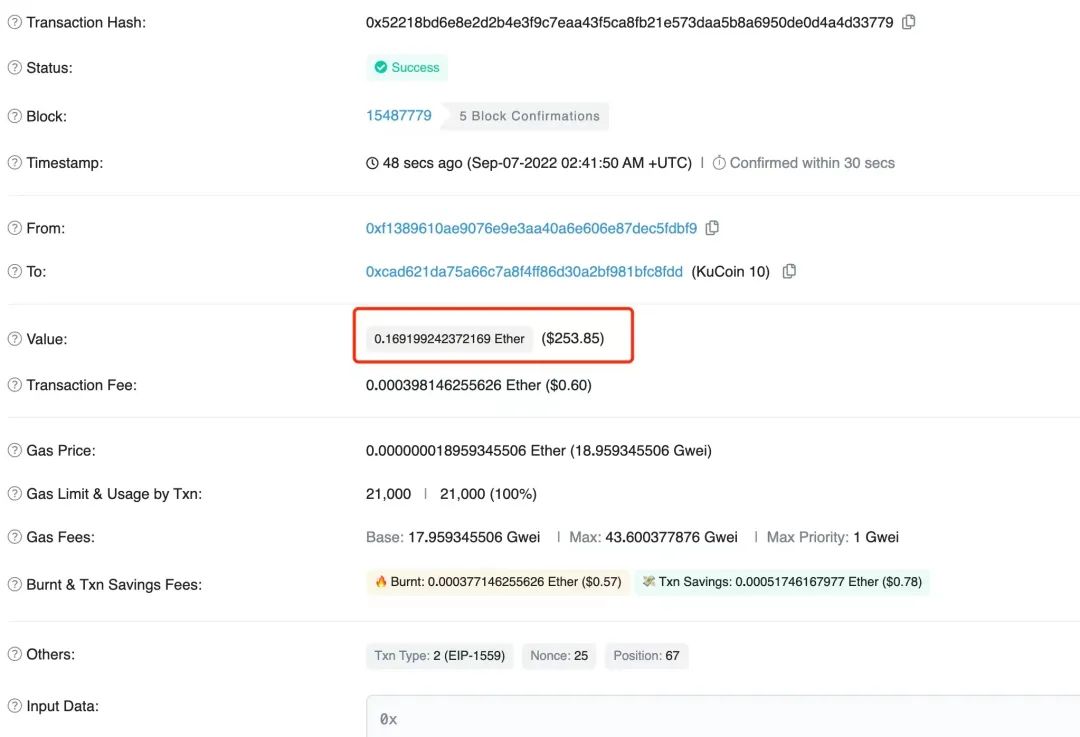 Transaction Hash: 0x52218bd6e8e2d2b4e3f9c7eaa43f5ca8fb21e573daa5b8a6950de0d4a4d33779
Status: Success
Block: 15487779 5 Block Confirmations
Timestamp: 48 secs ago (Sep-07-2022 02:41:50 AM +UTC) | Confirmed within 30 secs
From: 0xf1389610ae9076e9e3aa40a6e606e87dec5fdbf9
To: 0xcad621da75a66c7a8f4ff86d30a2bf981bfc8fdd (KuCoin 10)
Value: 0.169199242372169 Ether ($253.85)
Transaction Fee: 0.000398146255626 Ether ($0.60)
Gas Price: 0.000000018959345506 Ether (18.959345506 Gwei)
Gas Limit & Usage by Txn: 21,000 | 21,000 (100%)
Gas Fees: Base: 17.959345506 Gwei | Max: 43.600377876 Gwei | Max Priority: 1 Gwei
Burnt & Txn Savings Fees: Burnt: 0.000377146255626 Ether ($0.57) Txn Savings: 0.00051746167977 Ether ($0.78)
Others: Txn Type: 2 (EIP-1559) Nonce: 25 Position: 67
Input Data: 0x